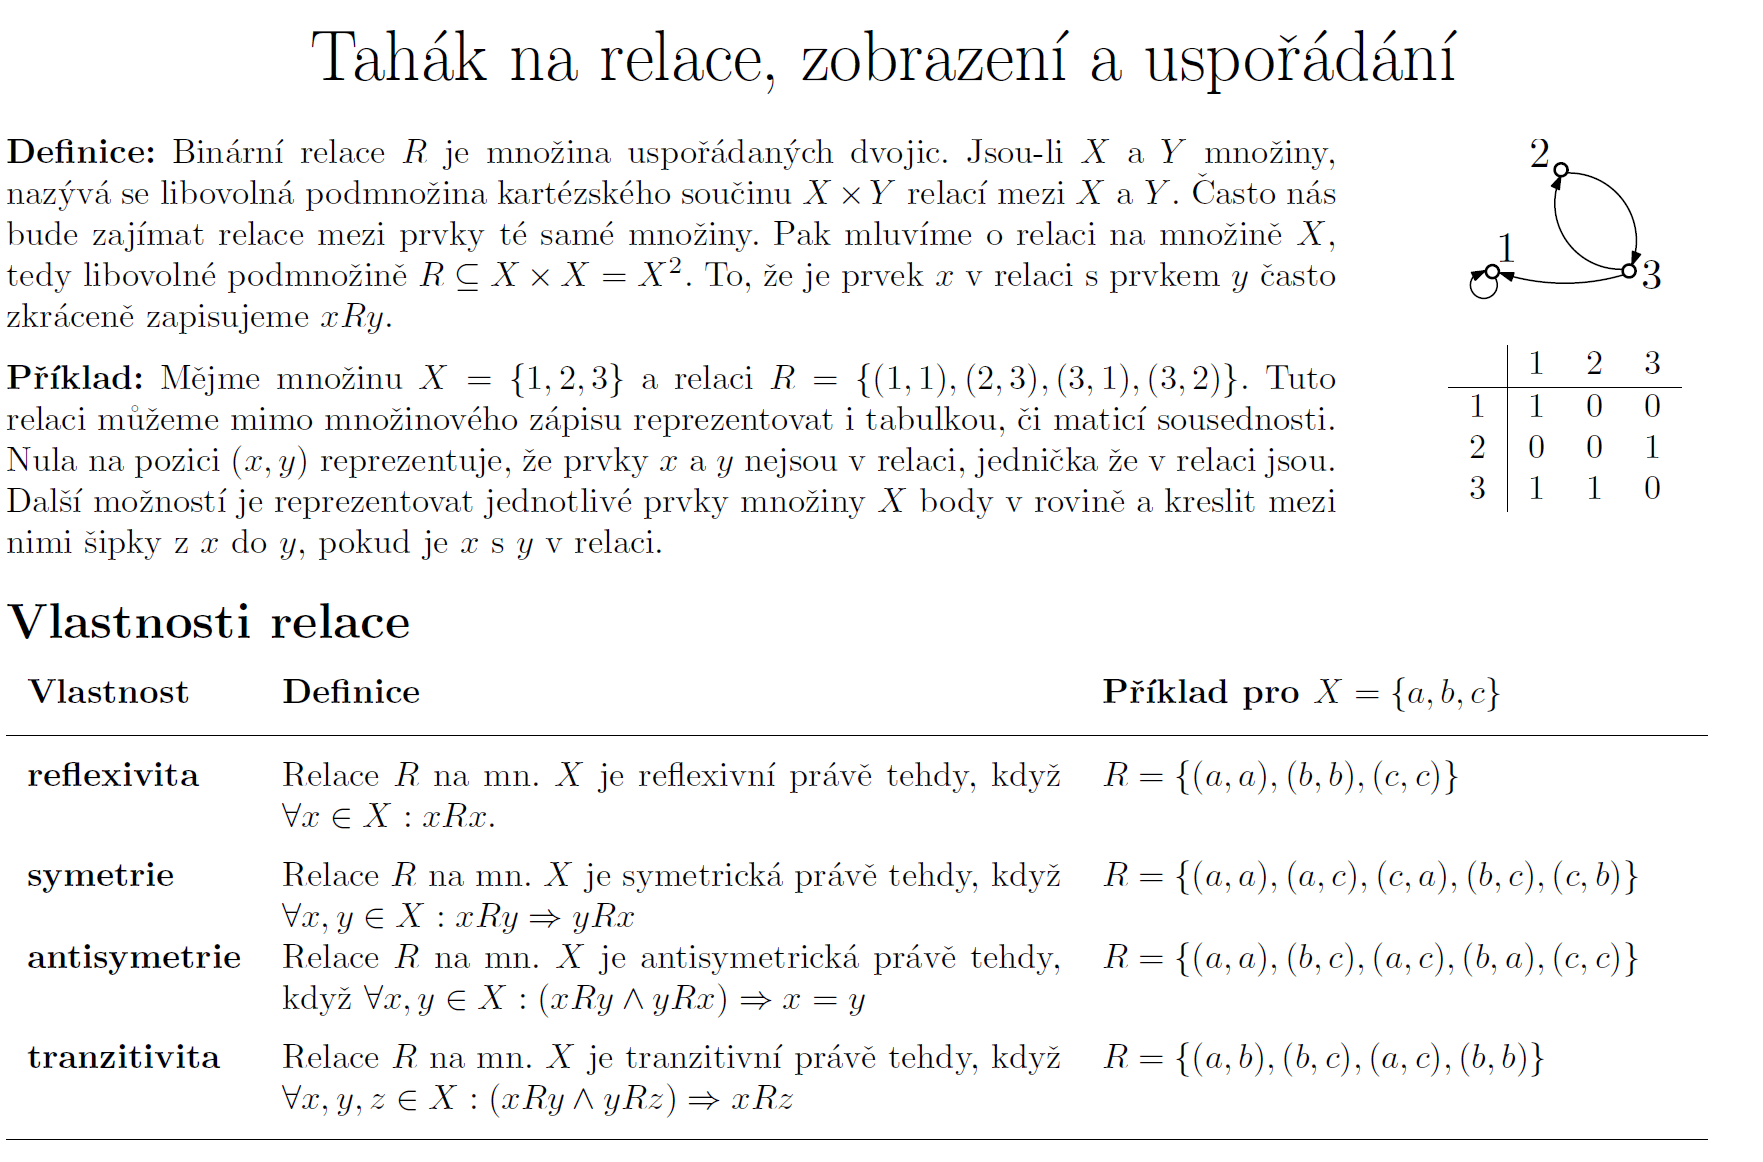 Tahák na relace, zobrazení a uspořádání
Definice: Binární relace R je množina uspořádaných dvojic. Jsou-li X a Y množiny,
nazývá se libovolná podmnožina kartézského součinu X × Y relací mezi X a Y. Často nás
bude zajímat relace mezi prvky té samé množiny. Pak mluvíme o relaci na množině X,
tedy libovolné podmnožině R ⊆ X × X = X². To, že je prvek x v relaci s prvkem y často
zkráceně zapisujeme xRy.
2
1
3
Příklad: Mějme množinu X = {1, 2, 3} a relaci R = {(1, 1), (2, 3), (3, 1), (3, 2)}. Tuto
relaci můžeme mimo množinového zápisu reprezentovat i tabulkou, či maticí sousednosti.
Nula na pozici (x, y) reprezentuje, že prvky x a y nejsou v relaci, jednička že v relaci jsou.
Další možností je reprezentovat jednotlivé prvky množiny X body v rovině a kreslit mezi
nimi šipky z x do y, pokud je x s y v relaci.
1 2 3
1 1 0 0
2 0 0 1
3 1 1 0
Vlastnosti relace
Vlastnost Definice Příklad pro X = {a, b, c}
reflexivita Relace R na mn. X je reflexivní právě tehdy, když R = {(a, a), (b, b), (c, c)}
∀x ∈ X : xRx.
symetrie Relace R na mn. X je symetrická právě tehdy, když R = {(a, a), (a, c), (c, a), (b, c), (c, b)}
∀x, y ∈ X : xRy ⇒ yRx
antisymetrie Relace R na mn. X je antisymetrická právě tehdy, R = {(a, a), (b, c), (a, c), (b, a), (c, c)}
když ∀x, y ∈ X : (xRy ∧ yRx) ⇒ x = y
tranzitivita Relace R na mn. X je tranzitivní právě tehdy, když R = {(a, b), (b, c), (a, c), (b, b)}
∀x, y, z ∈ X : (xRy ∧ yRz) ⇒ xRz